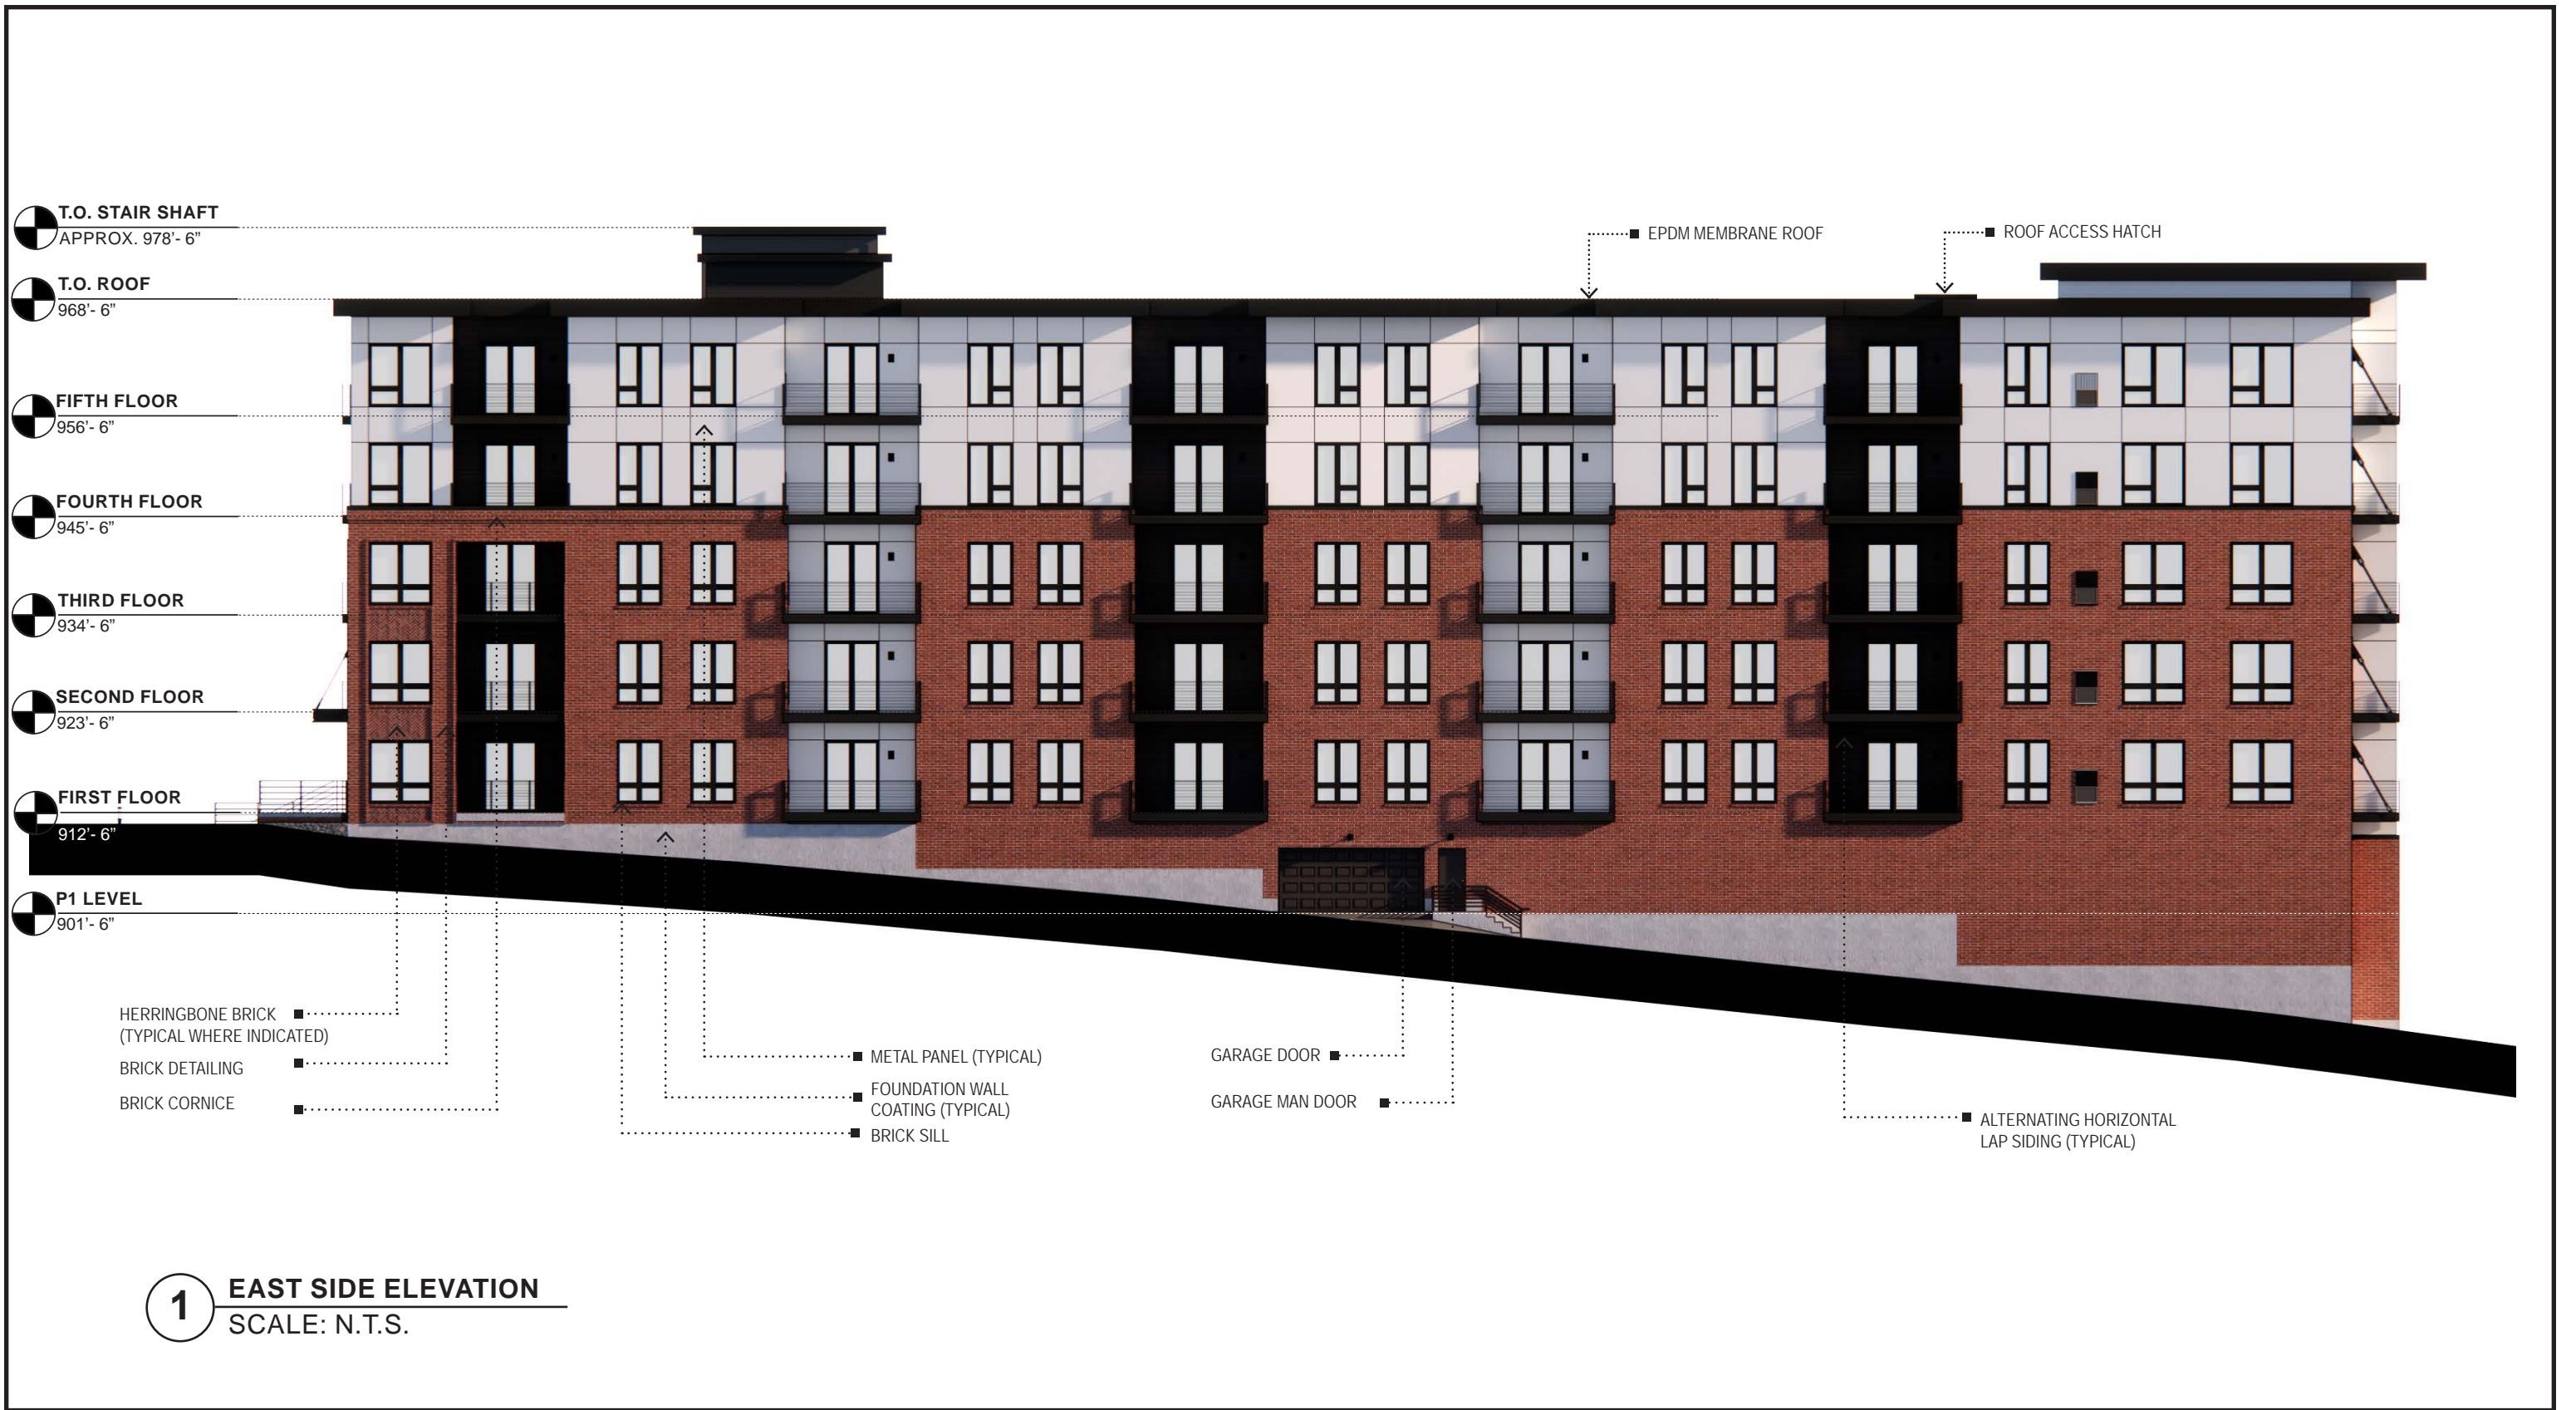 T.O. STAIR SHAFT
APPROX. 978’- 6”
T.O. ROOF
968’- 6”
FIFTH FLOOR
956’- 6”
FOURTH FLOOR
945’- 6”
THIRD FLOOR
934’- 6”
SECOND FLOOR
923’- 6”
FIRST FLOOR
912’- 6”
P1 LEVEL
901’- 6”
EPDM MEMBRANE ROOF
ROOF ACCESS HATCH
HERRINGBONE BRICK
(TYPICAL WHERE INDICATED)
BRICK DETAILING
BRICK CORNICE
METAL PANEL (TYPICAL)
FOUNDATION WALL
COATING (TYPICAL)
BRICK SILL
GARAGE DOOR
GARAGE MAN DOOR
ALTERNATING HORIZONTAL
LAP SIDING (TYPICAL)
1
EAST SIDE ELEVATION
SCALE: N.T.S.